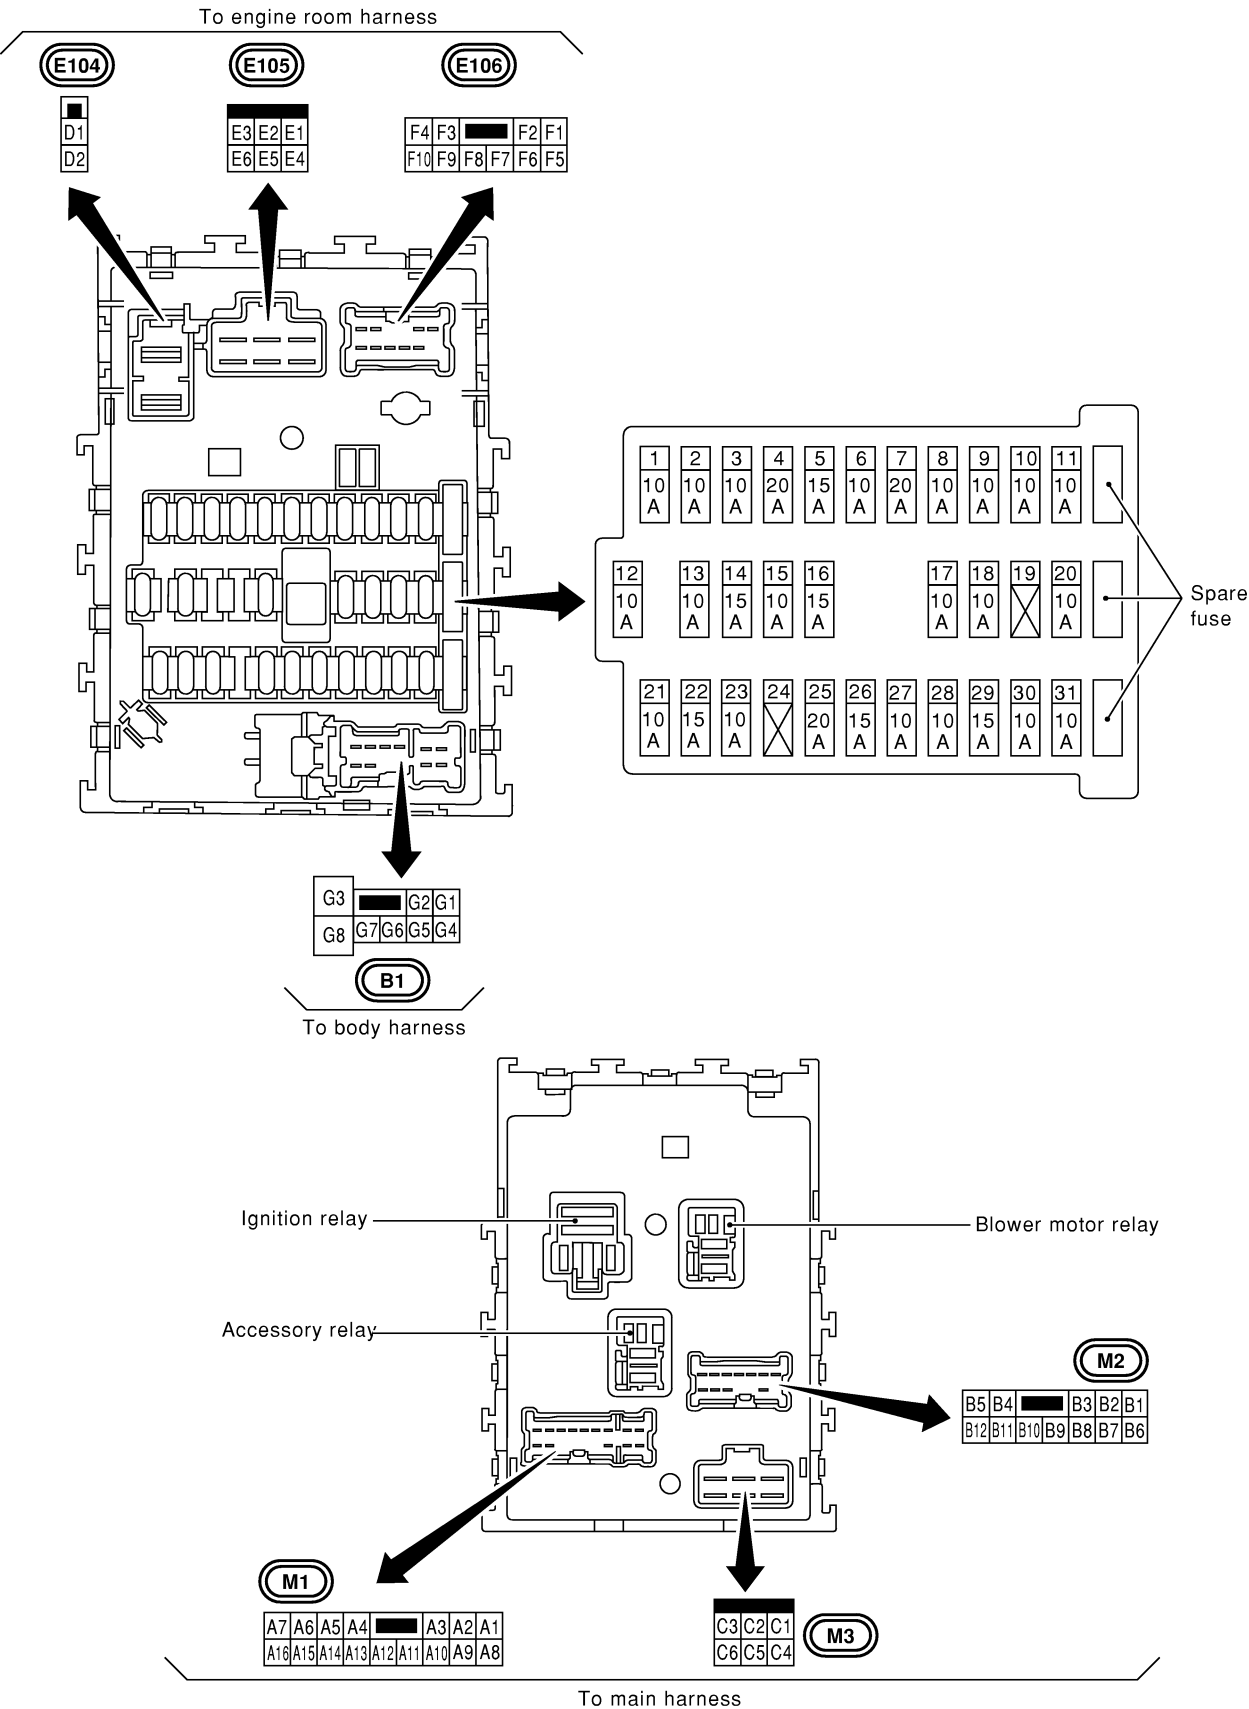 To engine room harness
E104 E105 E106
D1
D2
E3 E2 E1
E6 E5 E4
F4 F3 F2 F1
F10 F9 F8 F7 F6 F5
1 2 3 4 5 6 7 8 9 10 11
10 10 10 20 15 10 20 10 10 10 10
A A A A A A A A A A A
12 13 14 15 16 17 18 19 20
10 10 15 10 15 10 10 10
A A A A A A A A
Spare
fuse
21 22 23 24 25 26 27 28 29 30 31
10 15 10 20 15 10 10 15 10 10
A A A A A A A A A A
G3 G2 G1
G8 G7 G6 G5 G4
B1
To body harness
Ignition relay
Blower motor relay
Accessory relay
M2
B5 B4 B3 B2 B1
B12 B11 B10 B9 B8 B7 B6
M1
A7 A6 A5 A4 A3 A2 A1
A16 A15 A14 A13 A12 A11 A10 A9 A8
C3 C2 C1
C6 C5 C4
M3
To main harness